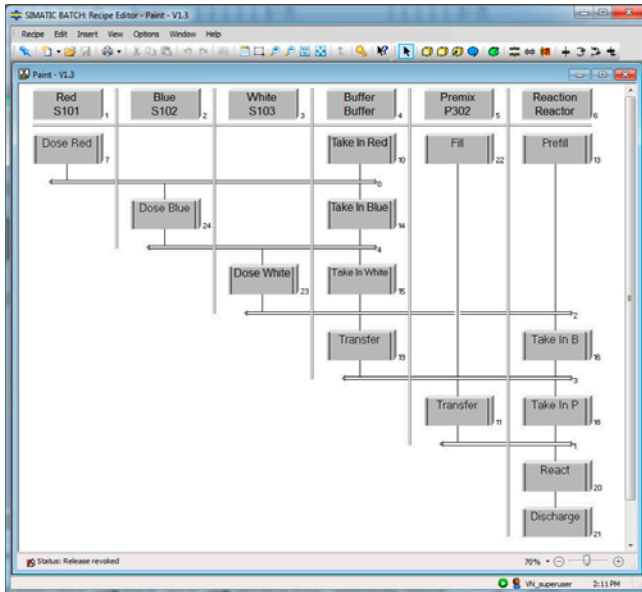 SIMATIC BATCH: Recipe Editor - Paint - V1.3
Recipe Edit Insert View Options Window Help
Paint - V1.3
Red Blue White Buffer Premix Reaction
S101 S102 S103 Buffer P302 Reactor
1 2 3 4 5 6
Dose Red Take In Red Fill Prefill
7 10 22 13
0
Dose Blue Take In Blue
24 14
4
Dose White Take In White
23 15
2
Transfer Take In B
19 16
3
Transfer Take In P
11 18
1
React
20
Discharge
21
Status: Release revoked 70%
VN_superuser 2:11 PM